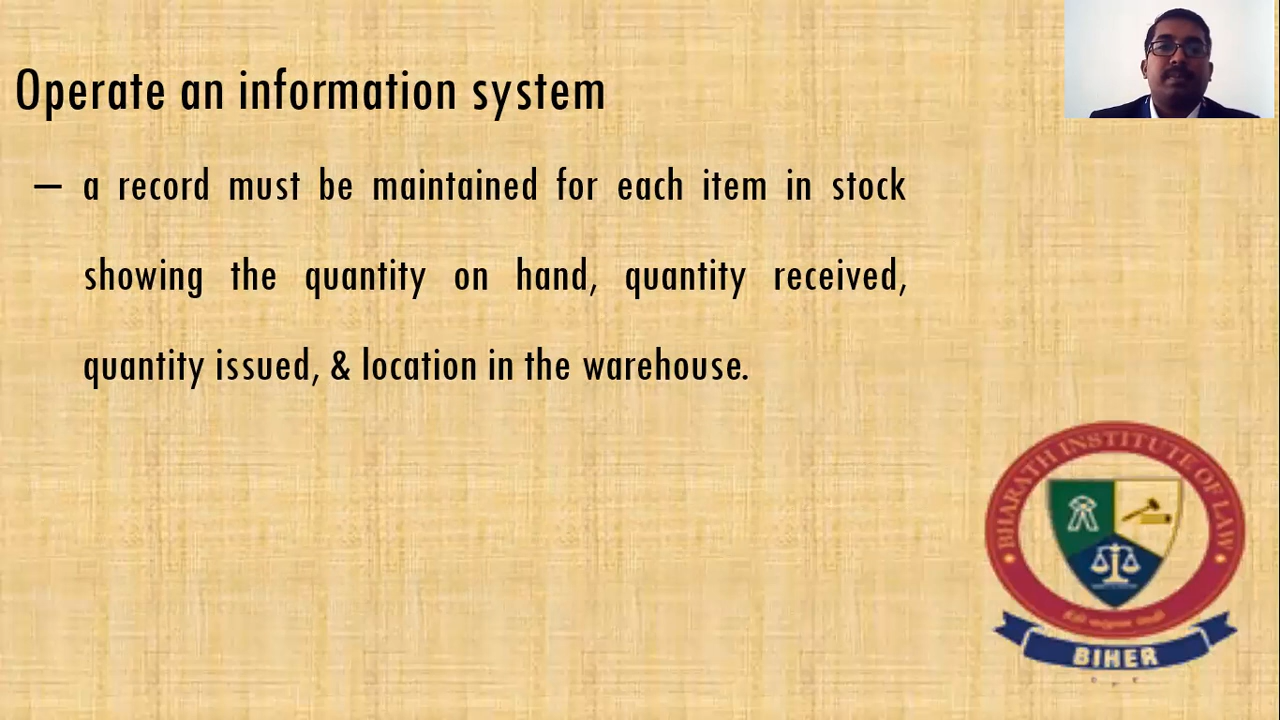 Operate an information system
– a record must be maintained for each item in stock
showing the quantity on hand, quantity received,
quantity issued, & location in the warehouse.
BHARATH INSTITUTE OF LAW
BIHER